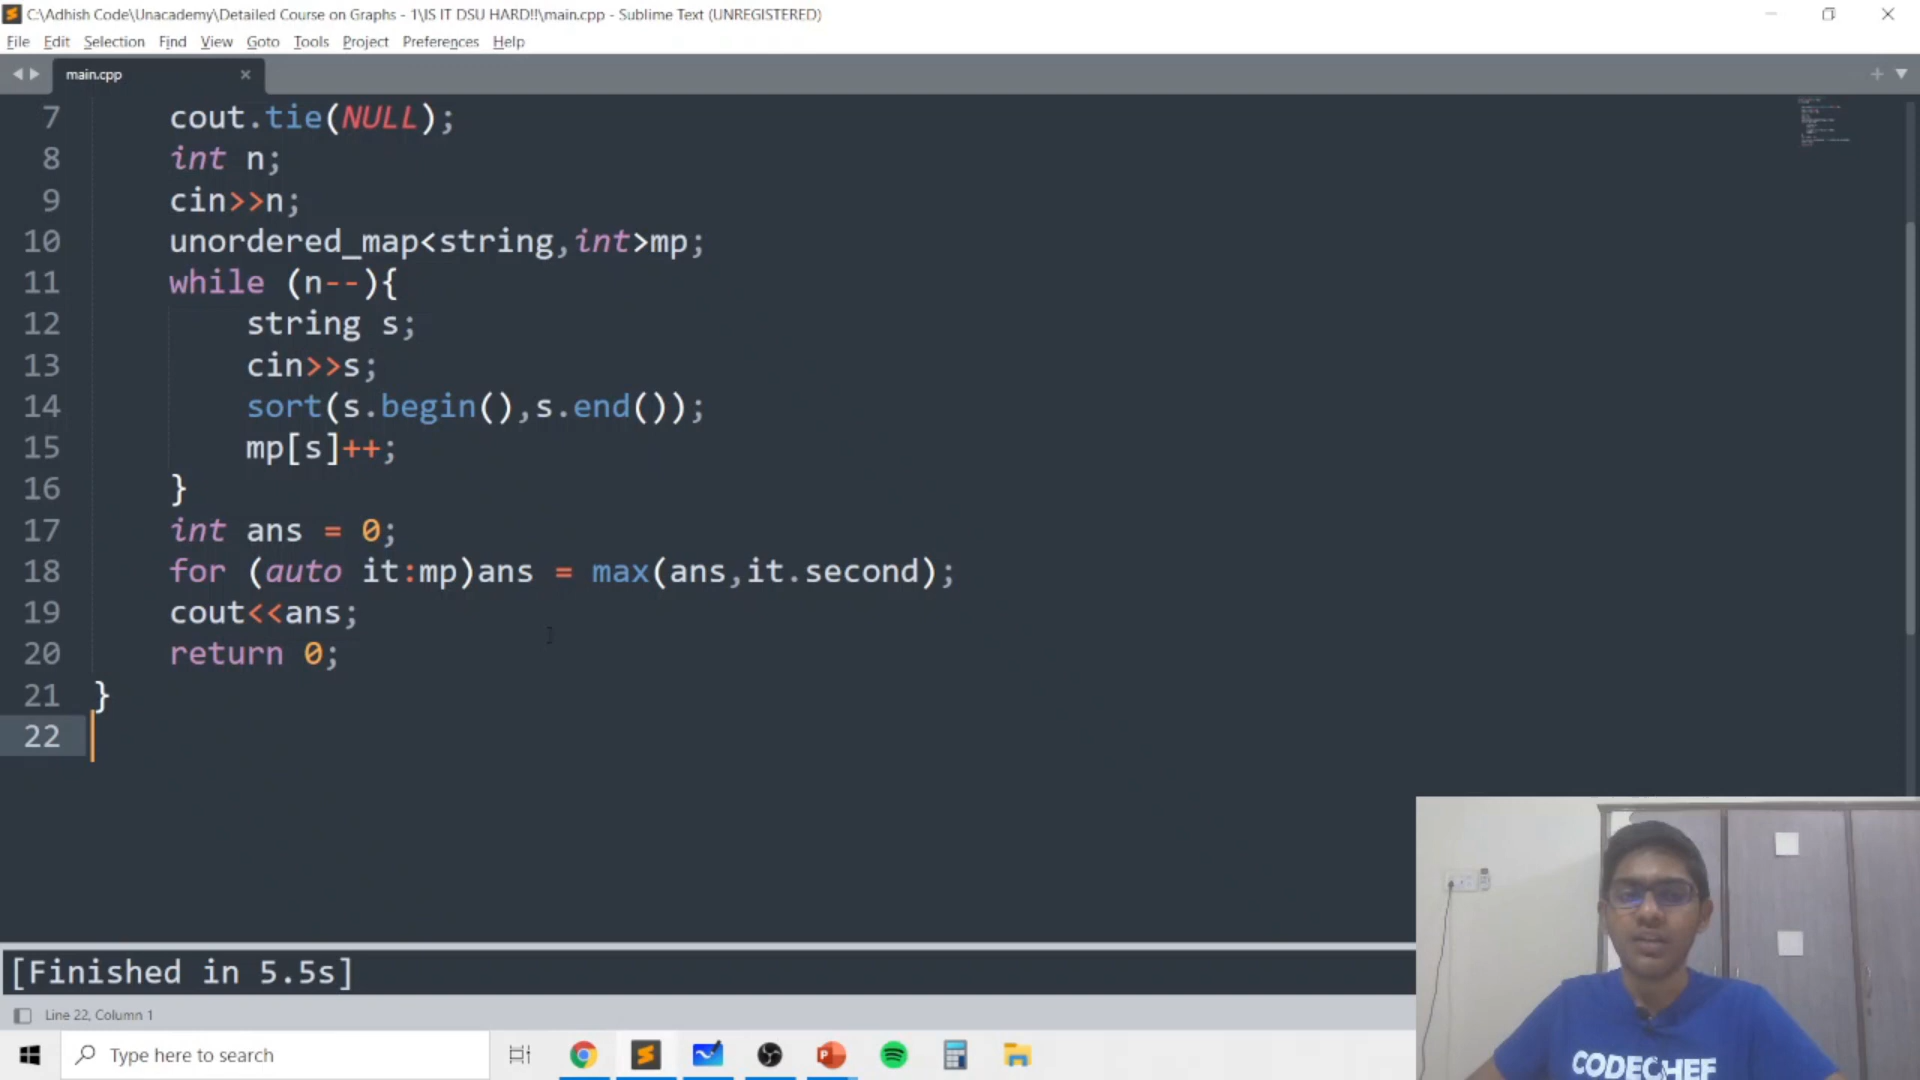 C:\Adhish Code\Unacademy\Detailed Course on Graphs - 1\IS IT DSU HARD!!\main.cpp - Sublime Text (UNREGISTERED)
File Edit Selection Find View Goto Tools Project Preferences Help
main.cpp
7 cout.tie(NULL);
8 int n;
9 cin>>n;
10 unordered_map<string,int>mp;
11 while (n--){
12 string s;
13 cin>>s;
14 sort(s.begin(),s.end());
15 mp[s]++;
16 }
17 int ans = 0;
18 for (auto it:mp)ans = max(ans,it.second);
19 cout<<ans;
20 return 0;
21 }
22
[Finished in 5.5s]
Line 22, Column 1
Type here to search
CODECHEF